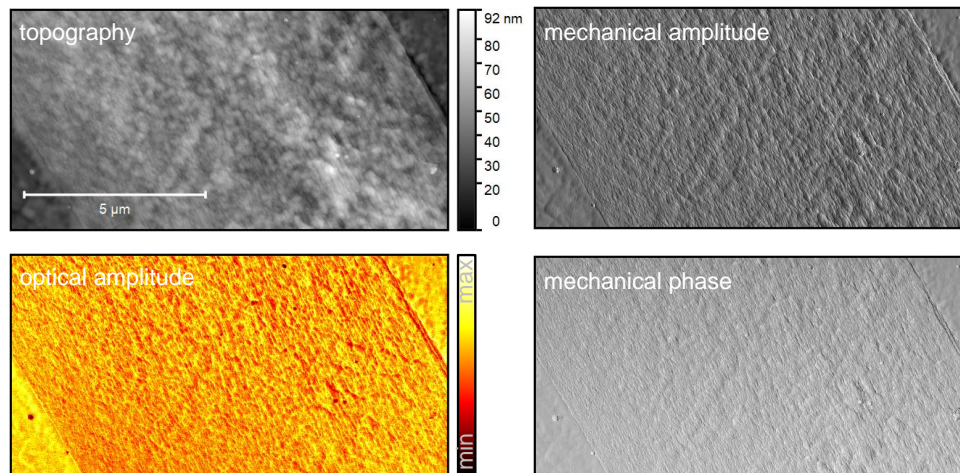 topography
5 µm
92 nm
80
70
60
50
40
30
20
0
mechanical amplitude
optical amplitude
max
min
mechanical phase